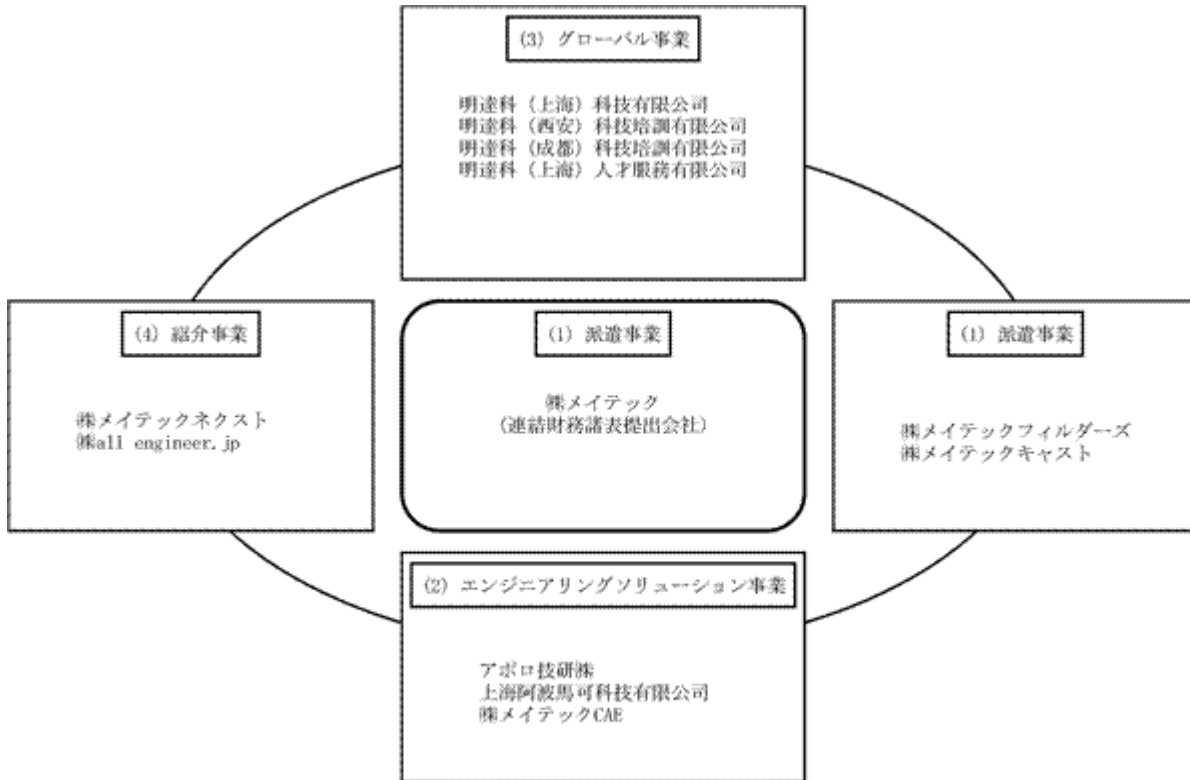 (3) グローバル事業
明達科（上海）科技有限公司
明達科（西安）科技培訓有限公司
明達科（成都）科技培訓有限公司
明達科（上海）人才服務有限公司
(4) 紹介事業
㈱メイテックネクスト
㈱all engineer.jp
(1) 派遣事業
㈱メイテック
(連結財務諸表提出会社)
(1) 派遣事業
㈱メイテックフィルダーズ
㈱メイテックキャスト
(2) エンジニアリングソリューション事業
アポロ技研㈱
上海阿波馬可科技有限公司
㈱メイテックCAE